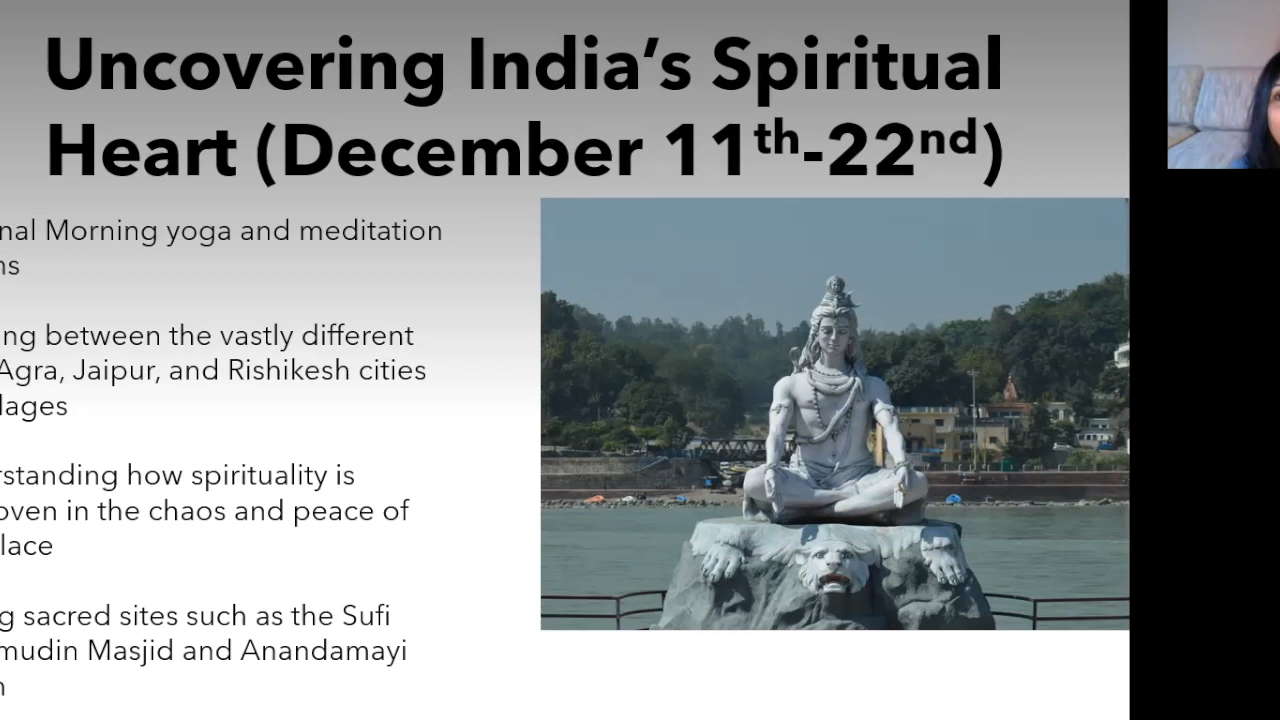 Uncovering India’s Spiritual
Heart (December 11th-22nd)
nal Morning yoga and meditation
ns
ng between the vastly different
Agra, Jaipur, and Rishikesh cities
lages
rstanding how spirituality is
oven in the chaos and peace of
lace
g sacred sites such as the Sufi
mudin Masjid and Anandamayi